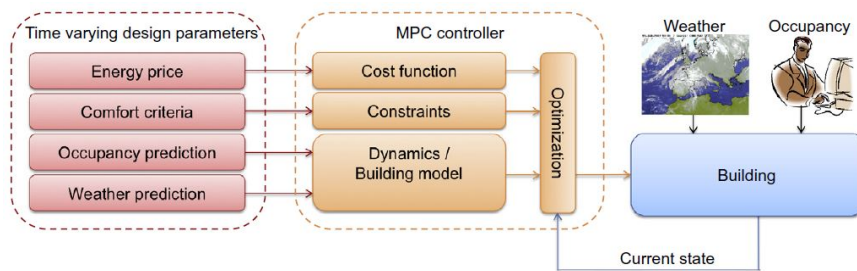 Time varying design parameters
Energy price
Comfort criteria
Occupancy prediction
Weather prediction
MPC controller
Cost function
Constraints
Dynamics /
Building model
Optimization
Weather
Occupancy
Building
Current state